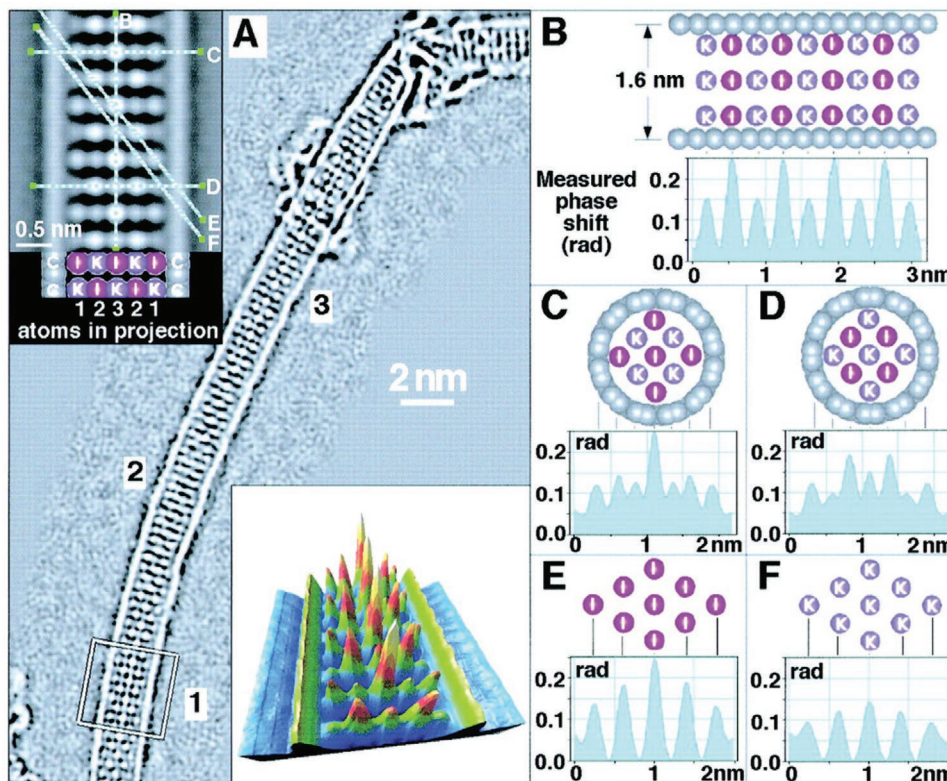 A
B
C
D
E
F
0.5 nm
C I K I K I C
C K I K I K C
1 2 3 2 1
atoms in projection
3
2 nm
2
1
B
1.6 nm
K I K I K I K I K
K I K I K I K I K
K I K I K I K I K
Measured
phase
shift
(rad)
0.2
0.1
0.0
0 1 2 3 nm
C
I
K K
I I I
K K
I
rad
0.2
0.1
0.0
0 1 2 nm
D
K
I I
K K K
I I
K
rad
0.2
0.1
0.0
0 1 2 nm
E
I
I I
I I I
I I
I
rad
0.2
0.1
0.0
0 1 2 nm
F
K
K K
K K K
K K
K
rad
0.2
0.1
0.0
0 1 2nm